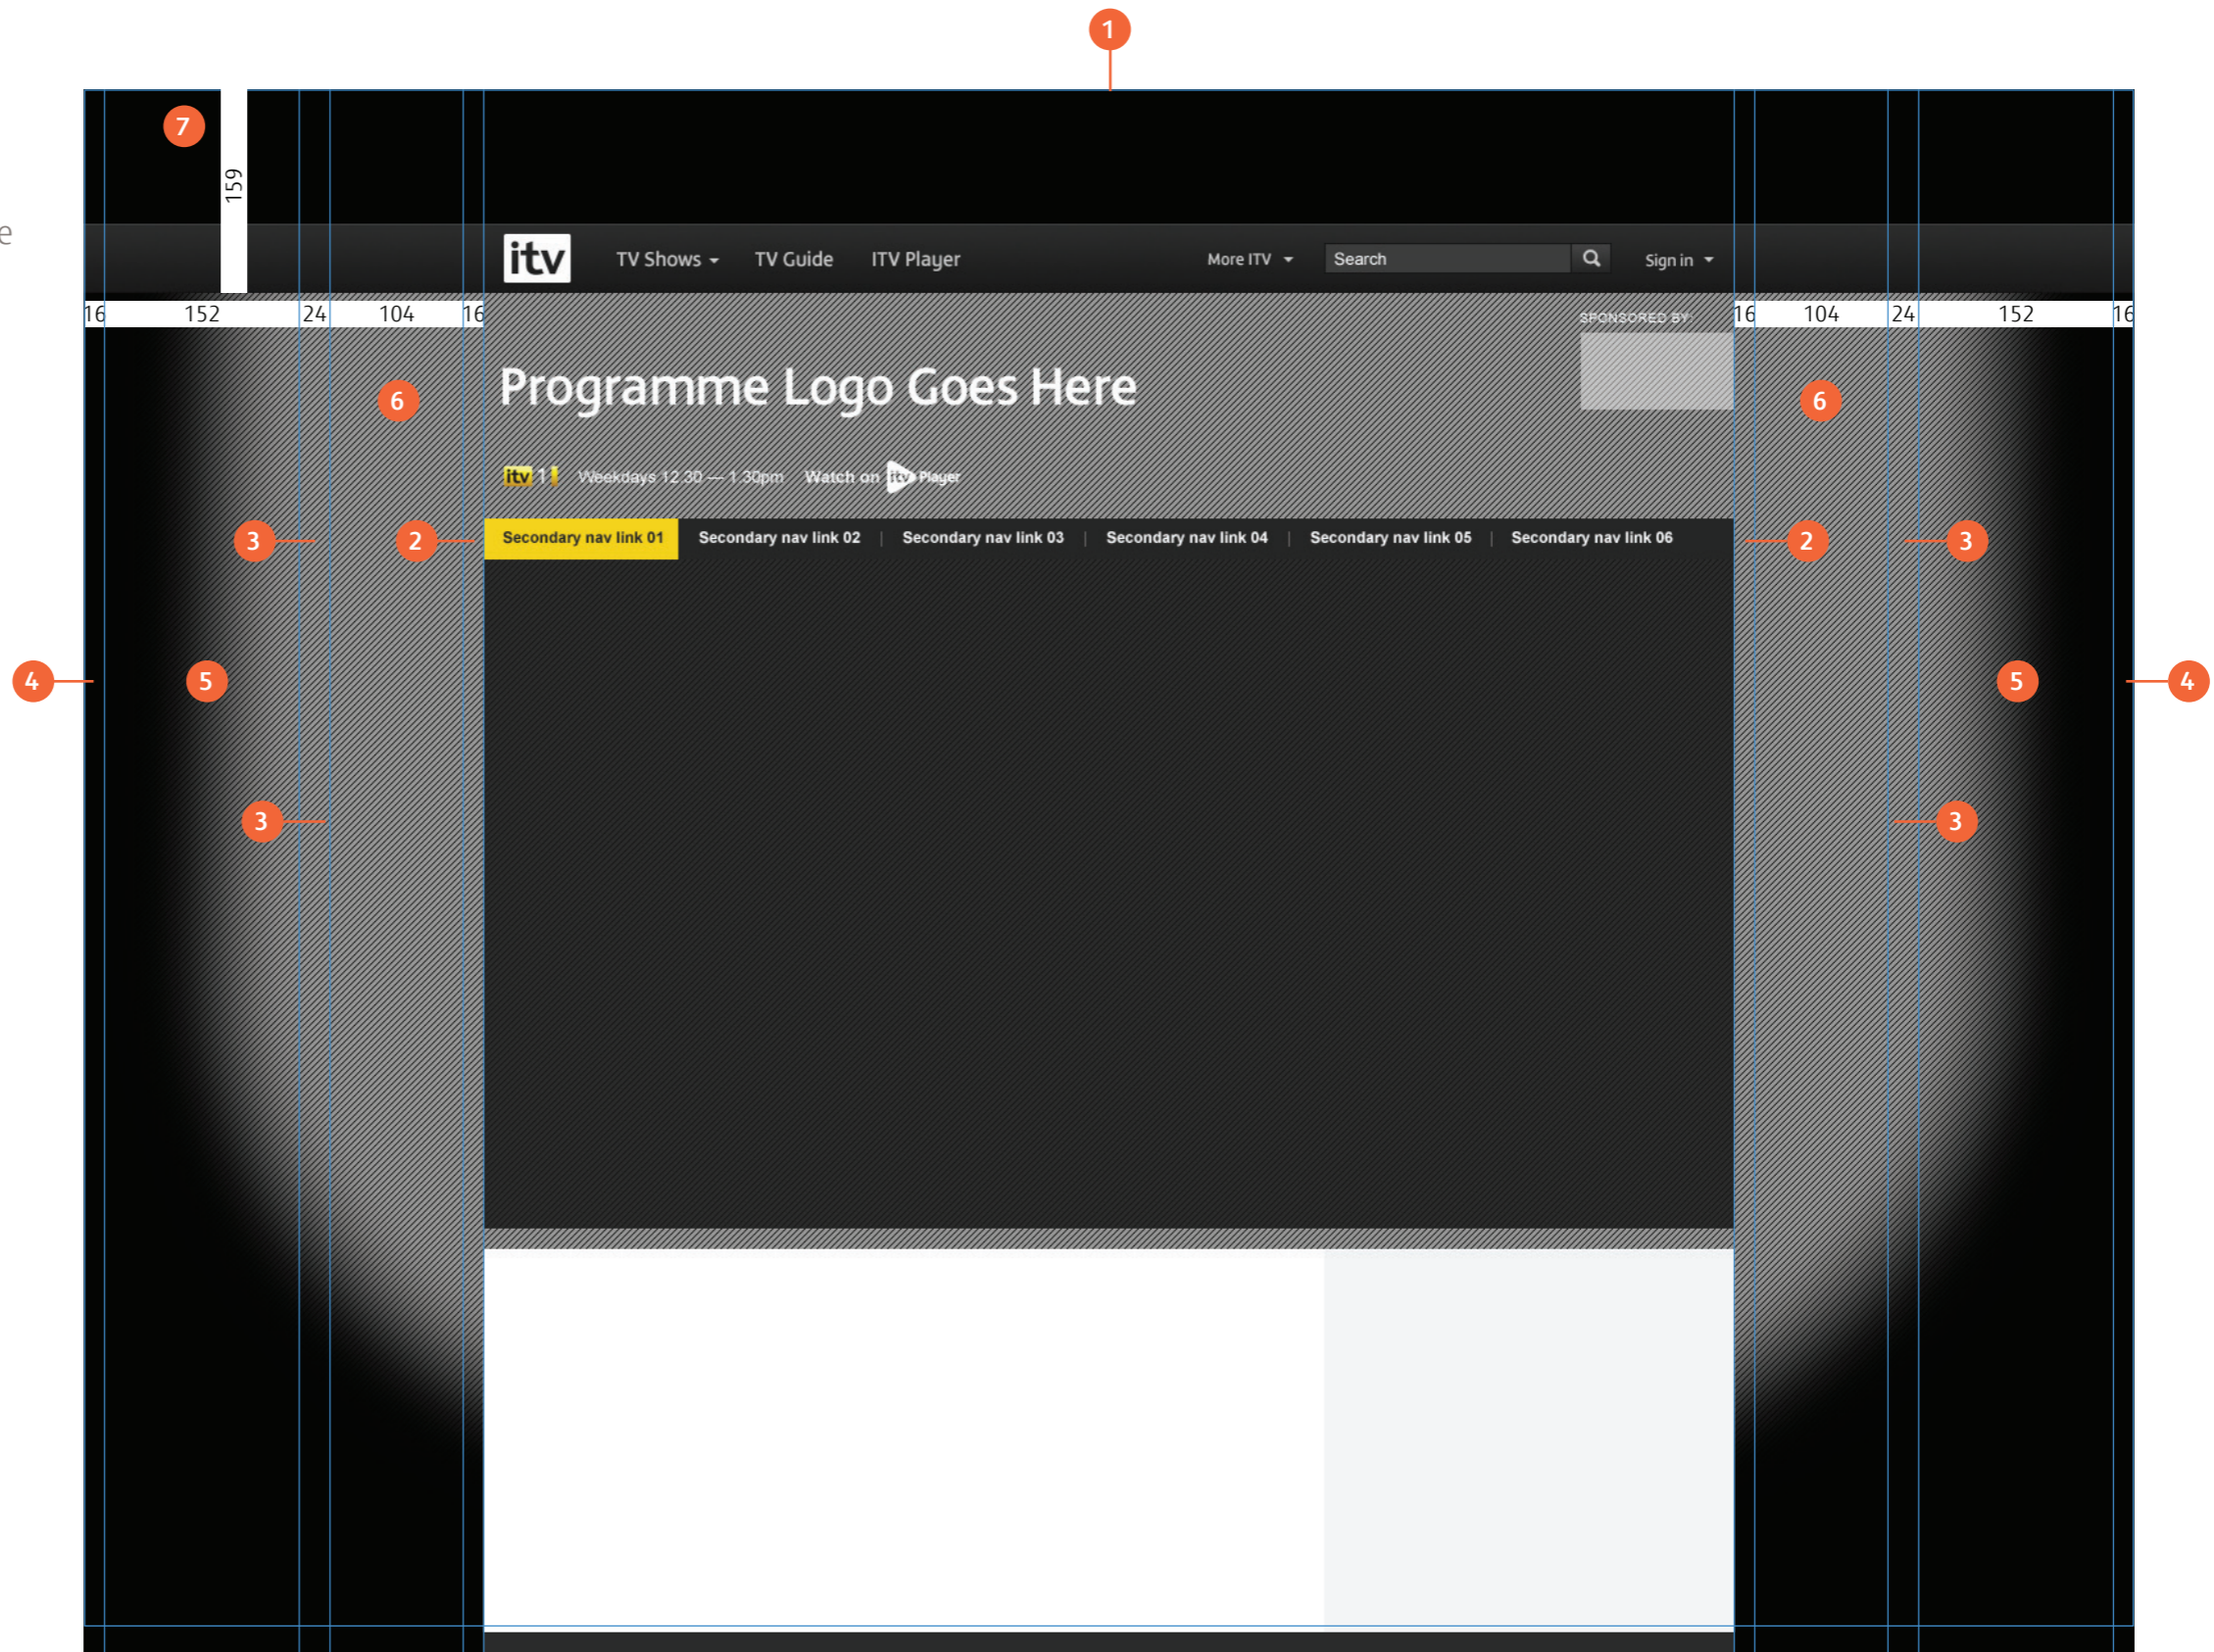 1
7
159
e
itv TV Shows TV Guide ITV Player More ITV Search Sign in
16 152 24 104 16 SPONSORED BY: 16 104 24 152 16
Programme Logo Goes Here
6 6
itv 1 Weekdays 12.30 — 1.30pm Watch on itv Player
3 2 Secondary nav link 01 Secondary nav link 02 | Secondary nav link 03 | Secondary nav link 04 | Secondary nav link 05 | Secondary nav link 06 2 3
4 5 5 4
3 3